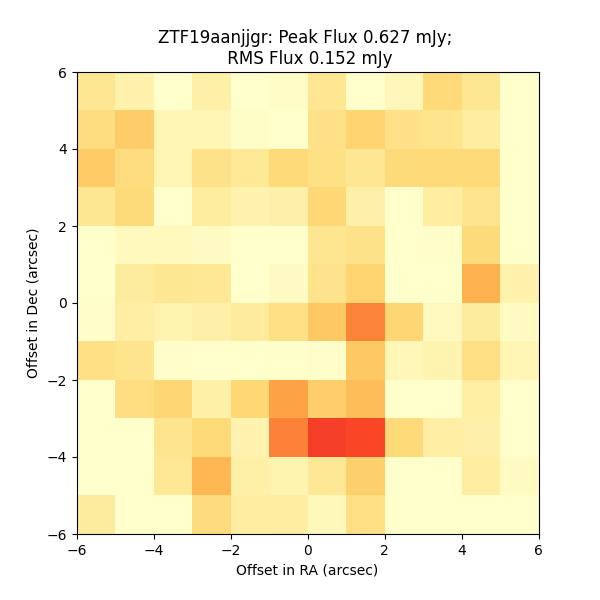 ZTF19aanjjgr: Peak Flux 0.627 mJy;
RMS Flux 0.152 mJy
6
4
2
0
−2
−4
−6
Offset in Dec (arcsec)
−6 −4 −2 0 2 4 6
Offset in RA (arcsec)